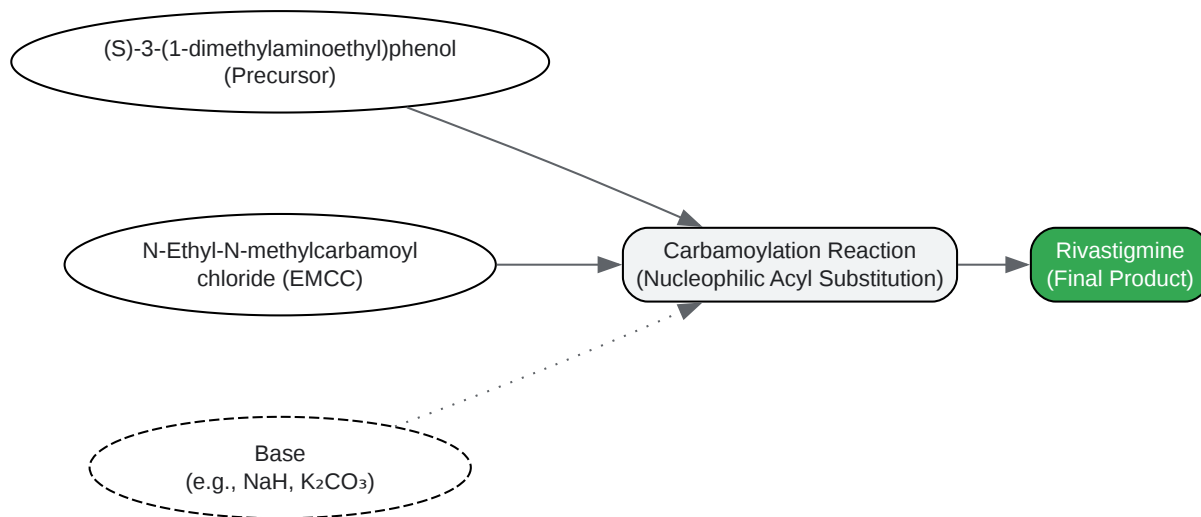 (S)-3-(1-dimethylaminoethyl)phenol
(Precursor)
N-Ethyl-N-methylcarbamoyl
chloride (EMCC)
Carbamoylation Reaction
(Nucleophilic Acyl Substitution)
Rivastigmine
(Final Product)
Base
(e.g., NaH, K₂CO₃)